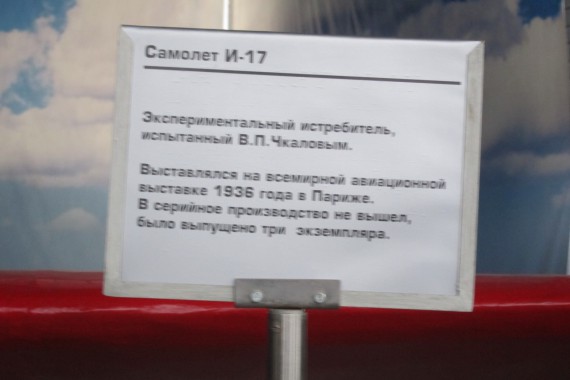 Самолет И-17
Экспериментальный истребитель,
испытанный В.П.Чкаловым.
Выставлялся на всемирной авиационной
выставке 1936 года в Париже.
В серийное производство не вышел,
было выпущено три экземпляра.